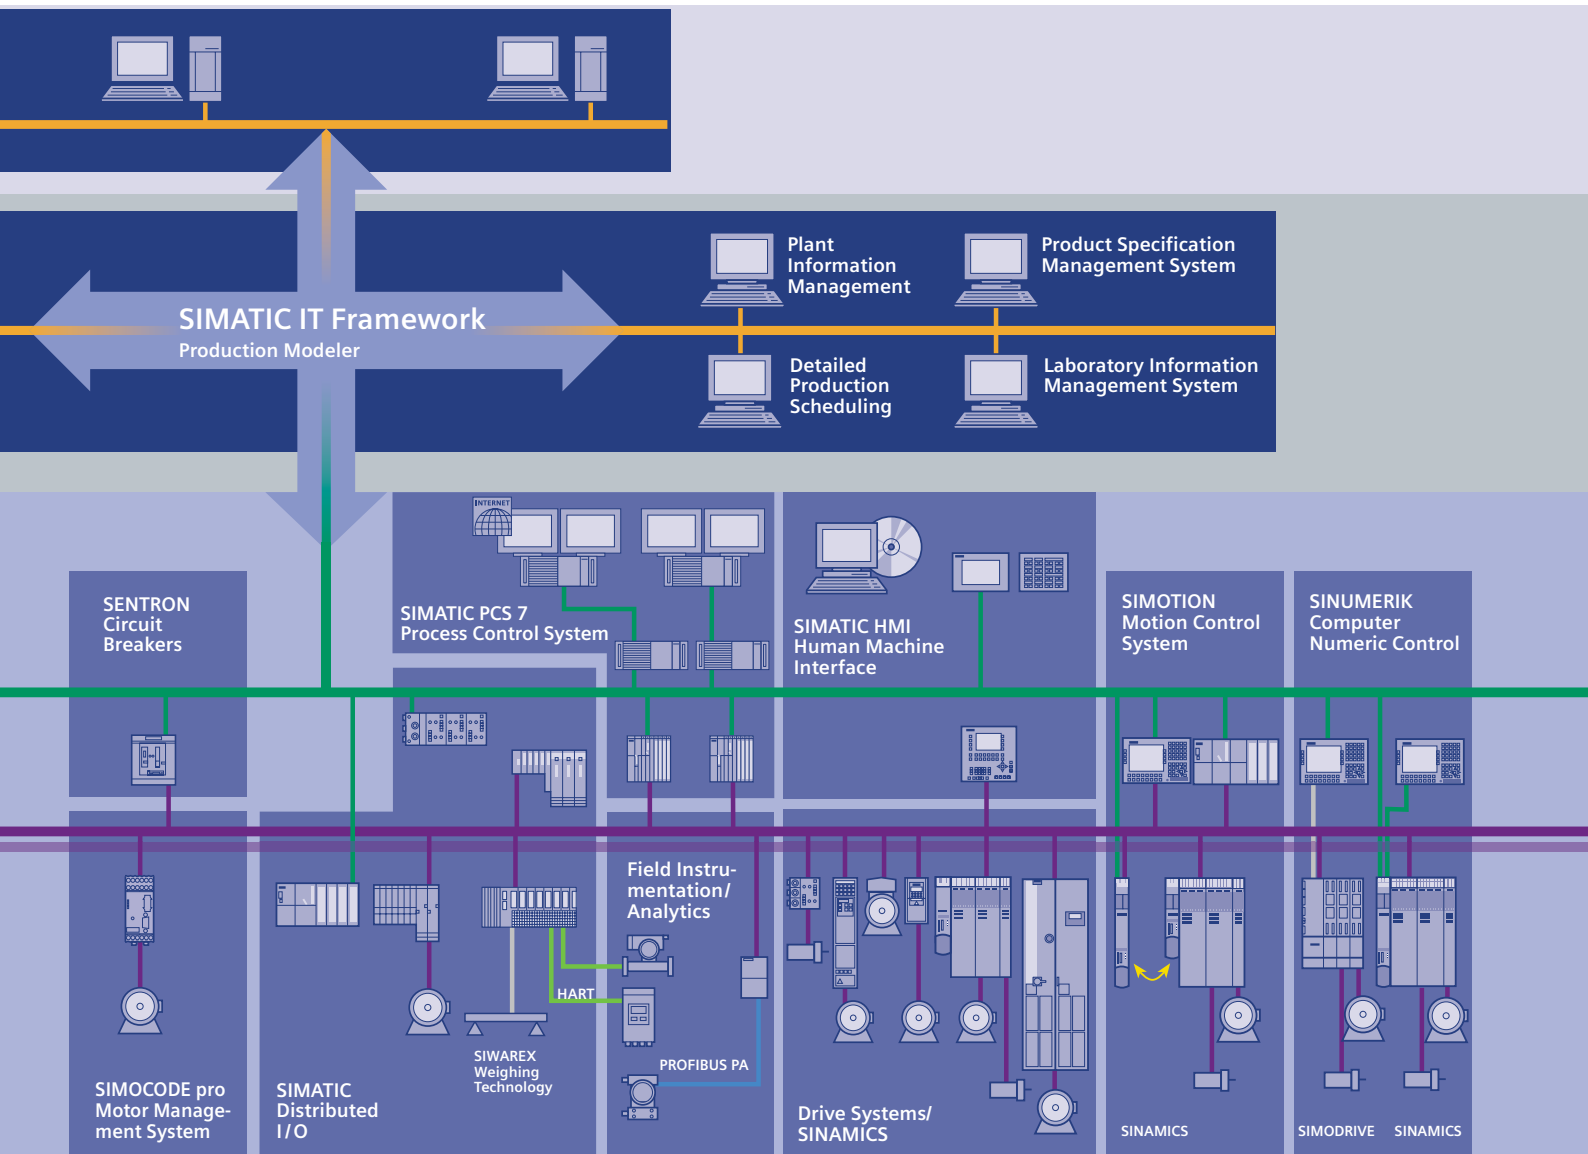 Plant
Information
Management
Product Specification
Management System
SIMATIC IT Framework
Production Modeler
Detailed
Production
Scheduling
Laboratory Information
Management System
INTERNET
SENTRON
Circuit
Breakers
SIMATIC PCS 7
Process Control System
SIMATIC HMI
Human Machine
Interface
SIMOTION
Motion Control
System
SINUMERIK
Computer
Numeric Control
Field Instru-
mentation/
Analytics
HART
SIWAREX
Weighing
Technology
PROFIBUS PA
SIMOCODE pro
Motor Manage-
ment System
SIMATIC
Distributed
I/O
Drive Systems/
SINAMICS
SINAMICS
SIMODRIVE
SINAMICS